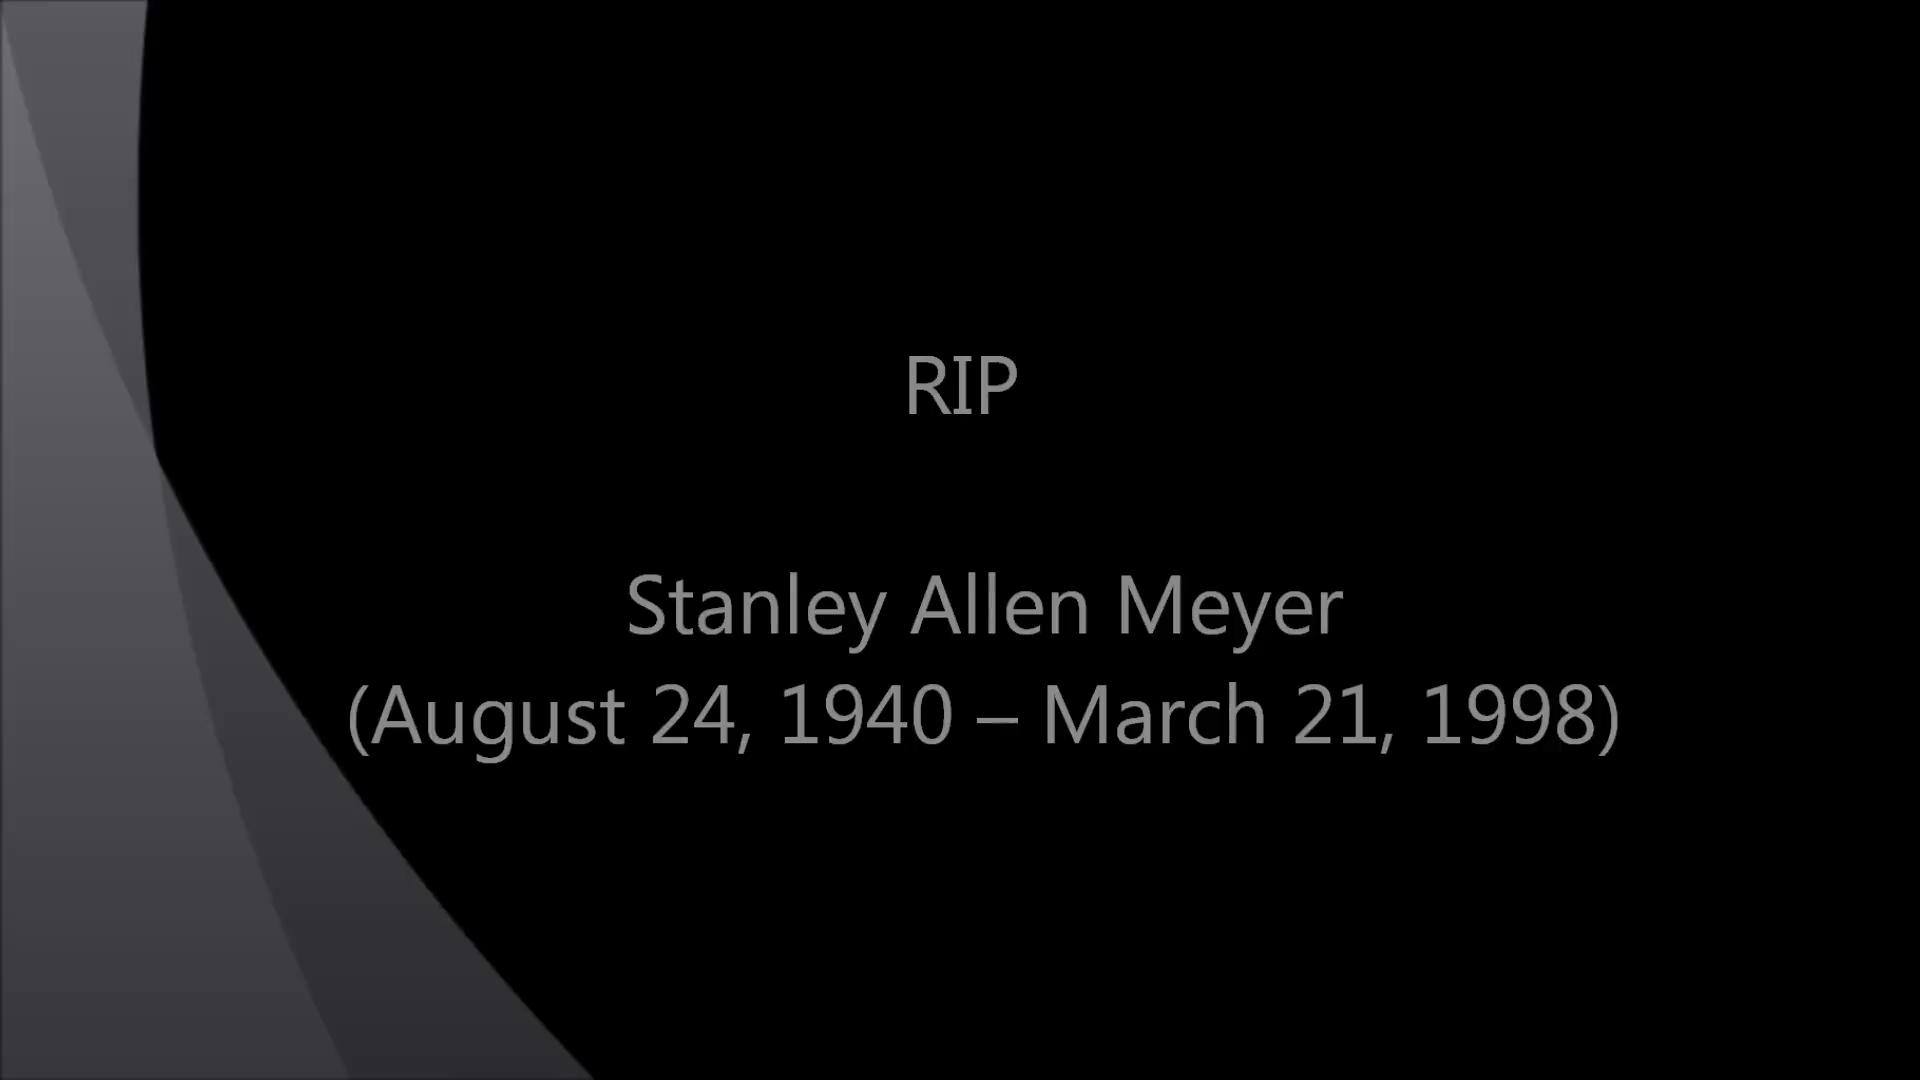 RIP
Stanley Allen Meyer
(August 24, 1940 – March 21, 1998)